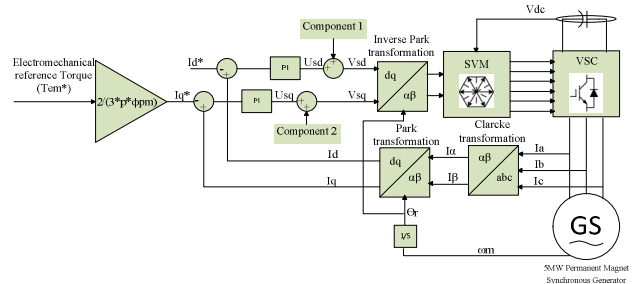 Component 1
Vdc
Electromechanical
reference Torque
(Tem*)
2/(3*p*ϕpm)
Id*
Iq*
-
+
-
+
PI
PI
Usd
Usq
+
+
+
+
Vsd
Vsq
Component 2
Inverse Park
transformation
dq
αβ
SVM
VSC
Park
transformation
dq
αβ
Clarcke
transformation
αβ
abc
Iα
Iβ
Ia
Ib
Ic
Id
Iq
Θr
1/S
ωm
GS
5MW Permanent Magnet
Synchronous Generator